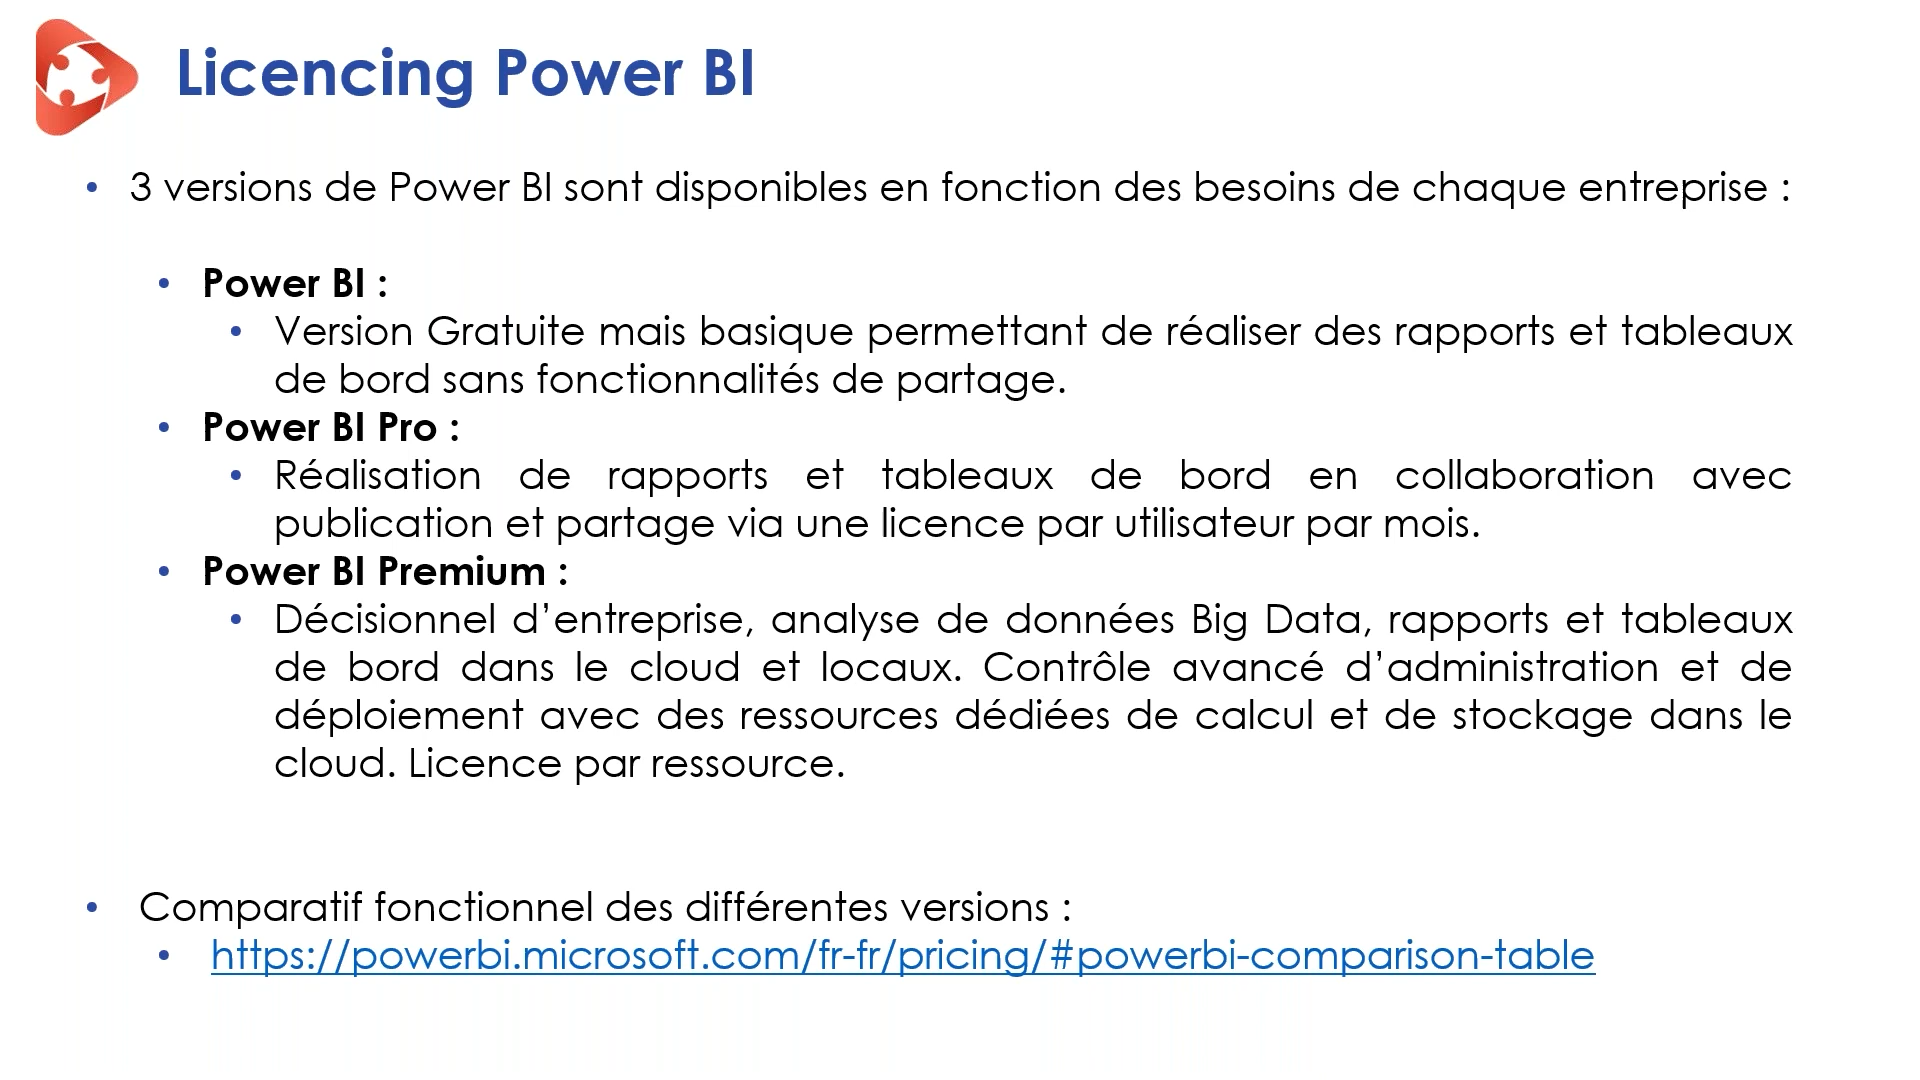 Licencing Power BI
• 3 versions de Power BI sont disponibles en fonction des besoins de chaque entreprise :
• Power BI :
• Version Gratuite mais basique permettant de réaliser des rapports et tableaux
de bord sans fonctionnalités de partage.
• Power BI Pro :
• Réalisation de rapports et tableaux de bord en collaboration avec
publication et partage via une licence par utilisateur par mois.
• Power BI Premium :
• Décisionnel d’entreprise, analyse de données Big Data, rapports et tableaux
de bord dans le cloud et locaux. Contrôle avancé d’administration et de
déploiement avec des ressources dédiées de calcul et de stockage dans le
cloud. Licence par ressource.
• Comparatif fonctionnel des différentes versions :
• https://powerbi.microsoft.com/fr-fr/pricing/#powerbi-comparison-table